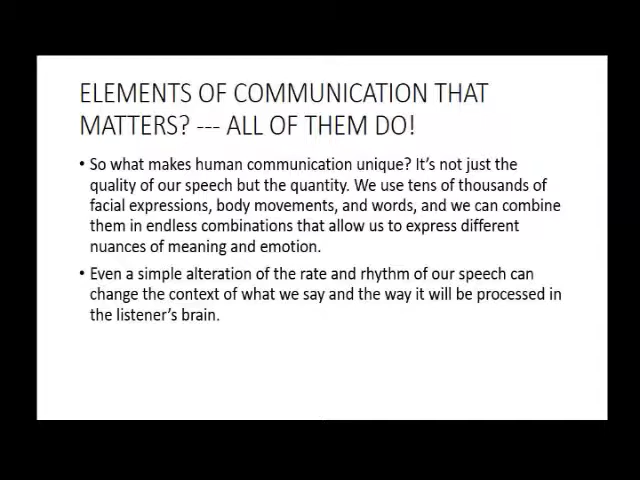 ELEMENTS OF COMMUNICATION THAT
MATTERS? --- ALL OF THEM DO!
• So what makes human communication unique? It's not just the
quality of our speech but the quantity. We use tens of thousands of
facial expressions, body movements, and words, and we can combine
them in endless combinations that allow us to express different
nuances of meaning and emotion.
• Even a simple alteration of the rate and rhythm of our speech can
change the context of what we say and the way it will be processed in
the listener's brain.